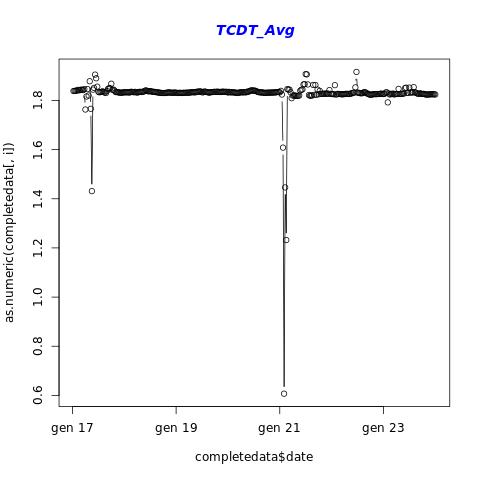 TCDT_Avg
as.numeric(completedata[, i])
1.8
1.6
1.4
1.2
1.0
0.8
0.6
gen 17 gen 19 gen 21 gen 23
completedata$date